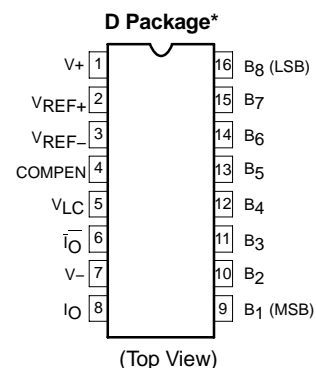 D Package*
V+ 1 16 B8 (LSB)
VREF+ 2 15 B7
VREF– 3 14 B6
COMPEN 4 13 B5
VLC 5 12 B4
IO 6 11 B3
V– 7 10 B2
IO 8 9 B1 (MSB)
(Top View)